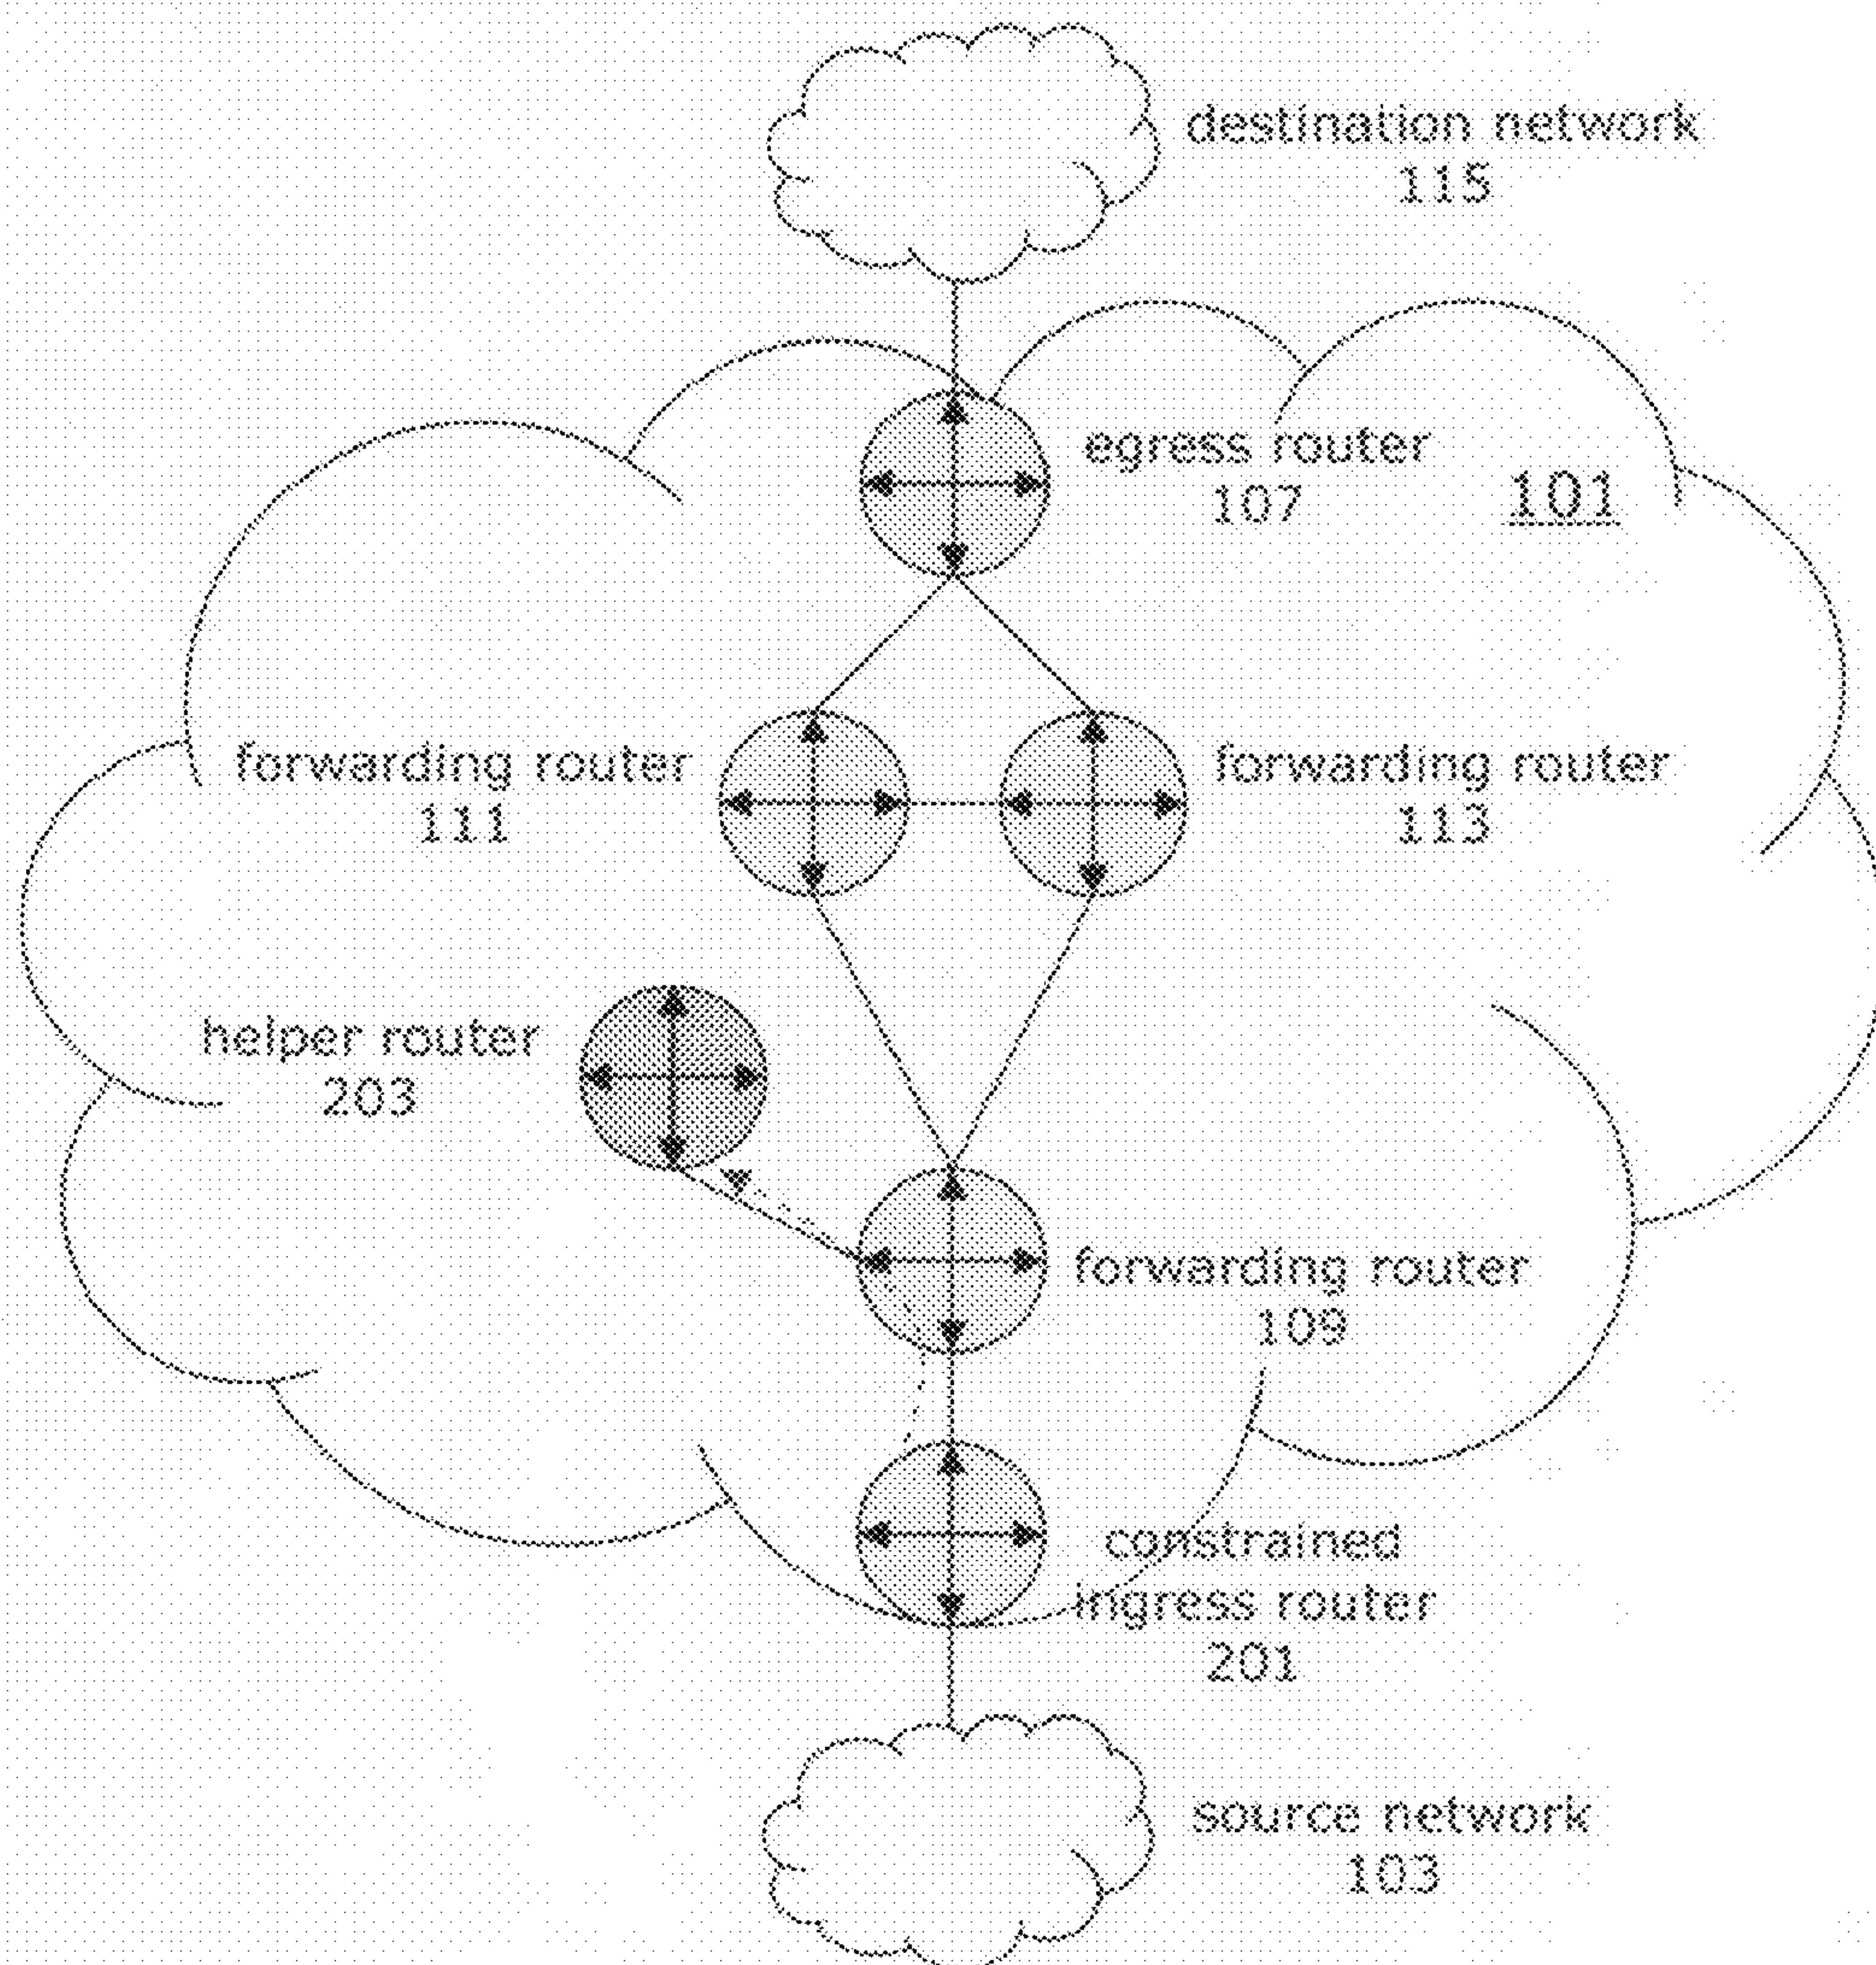 destination network
115
egress router
107
101
forwarding router
111
forwarding router
113
helper router
203
forwarding router
109
constrained
ingress router
201
source network
103